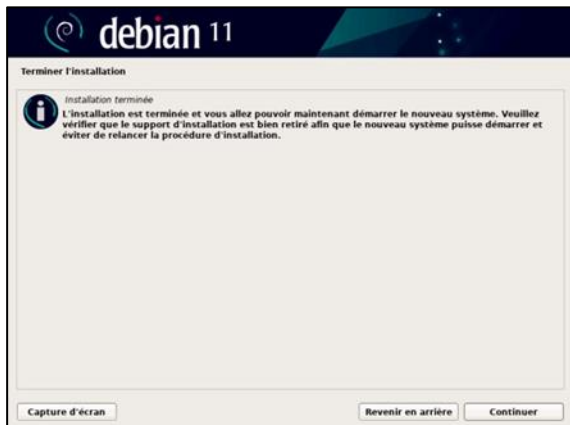 debian 11
Terminer l'installation
Installation terminée
L'installation est terminée et vous allez pouvoir maintenant démarrer le nouveau système. Veuillez
vérifier que le support d'installation est bien retiré afin que le nouveau système puisse démarrer et
éviter de relancer la procédure d'installation.
Capture d'écran
Revenir en arrière
Continuer